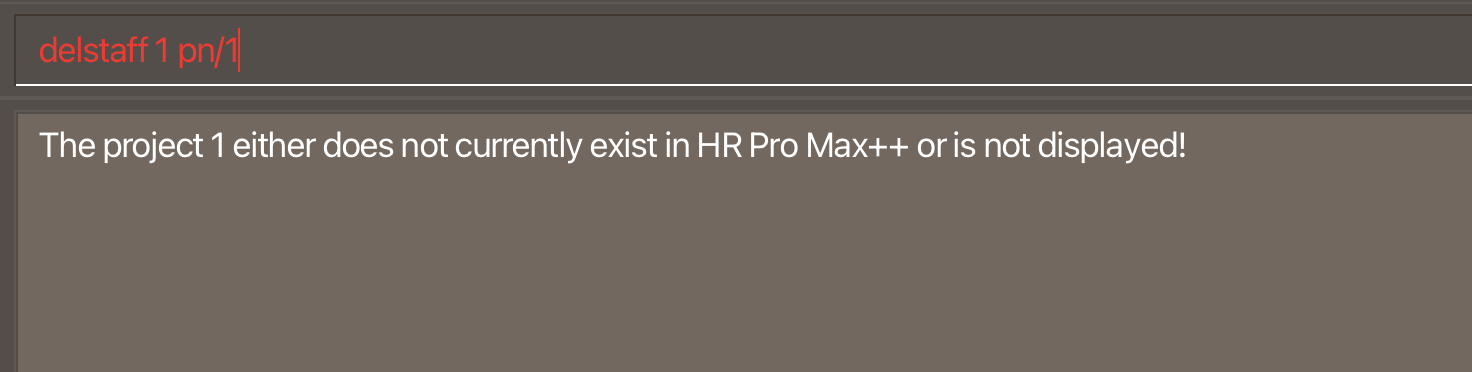 delstaff 1 pn/1
The project 1 either does not currently exist in HR Pro Max++ or is not displayed!